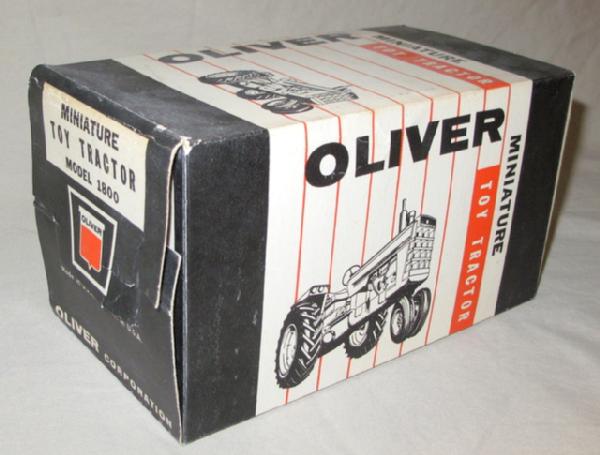 OLIVER
MINIATURE
TOY TRACTOR
OLIVER
MINIATURE
TOY TRACTOR
MINIATURE
TOY TRACTOR
MODEL 1800
OLIVER
OLIVER
CORPORATION